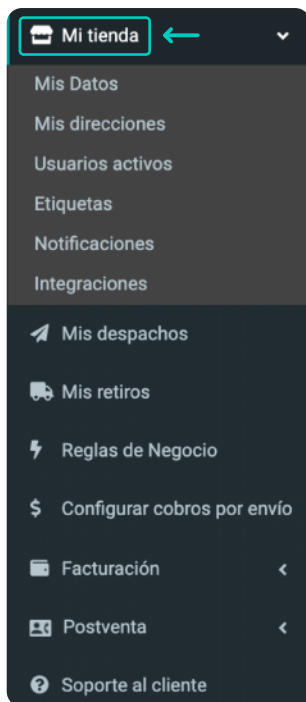 Mi tienda
Mis Datos
Mis direcciones
Usuarios activos
Etiquetas
Notificaciones
Integraciones
Mis despachos
Mis retiros
Reglas de Negocio
$ Configurar cobros por envío
Facturación
Postventa
Soporte al cliente